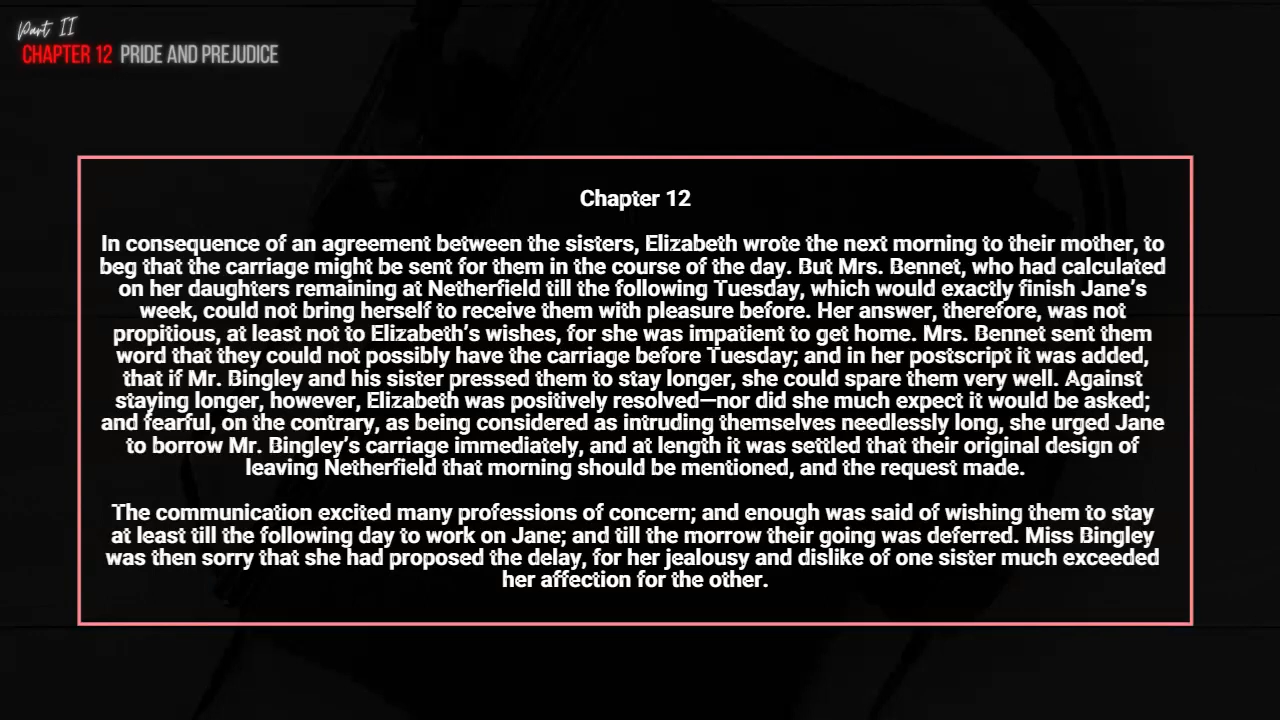 Part II
CHAPTER 12 PRIDE AND PREJUDICE
Chapter 12
In consequence of an agreement between the sisters, Elizabeth wrote the next morning to their mother, to
beg that the carriage might be sent for them in the course of the day. But Mrs. Bennet, who had calculated
on her daughters remaining at Netherfield till the following Tuesday, which would exactly finish Jane’s
week, could not bring herself to receive them with pleasure before. Her answer, therefore, was not
propitious, at least not to Elizabeth’s wishes, for she was impatient to get home. Mrs. Bennet sent them
word that they could not possibly have the carriage before Tuesday; and in her postscript it was added,
that if Mr. Bingley and his sister pressed them to stay longer, she could spare them very well. Against
staying longer, however, Elizabeth was positively resolved—nor did she much expect it would be asked;
and fearful, on the contrary, as being considered as intruding themselves needlessly long, she urged Jane
to borrow Mr. Bingley’s carriage immediately, and at length it was settled that their original design of
leaving Netherfield that morning should be mentioned, and the request made.
The communication excited many professions of concern; and enough was said of wishing them to stay
at least till the following day to work on Jane; and till the morrow their going was deferred. Miss Bingley
was then sorry that she had proposed the delay, for her jealousy and dislike of one sister much exceeded
her affection for the other.